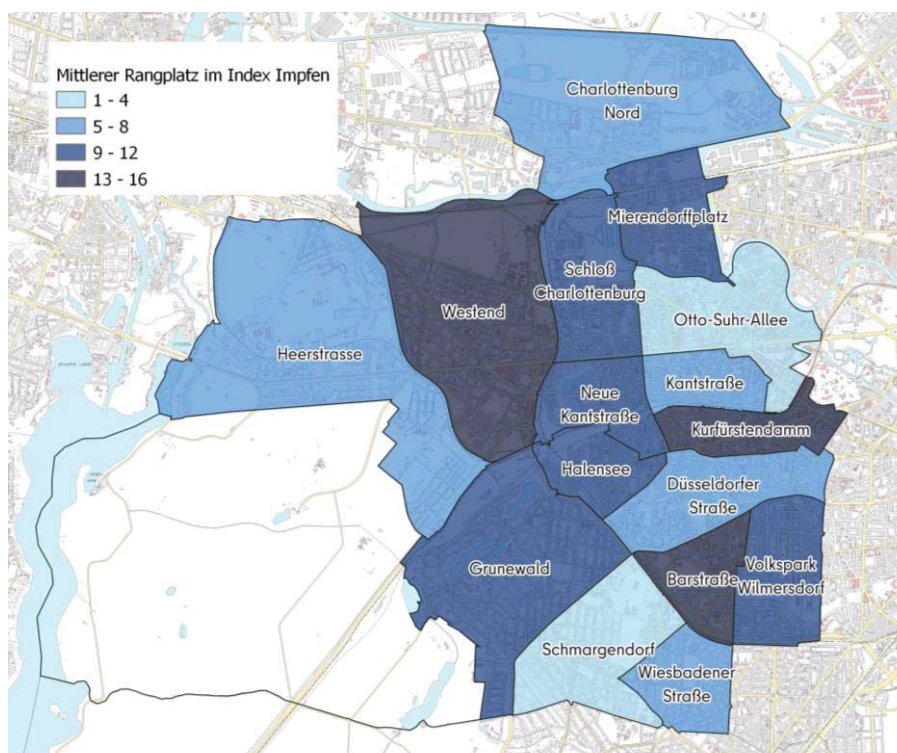 Mittlerer Rangplatz im Index Impfen
1 - 4
5 - 8
9 - 12
13 - 16
Charlottenburg
Nord
Mierendorffplatz
Schloß
Charlottenburg
Westend
Otto-Suhr-Allee
Heerstrasse
Kantstraße
Neue
Kantstraße
Kurfürstendamm
Halensee
Düsseldorfer
Straße
Grunewald
Barstraße
Volkspark
Wilmersdorf
Schmargendorf
Wiesbadener
Straße